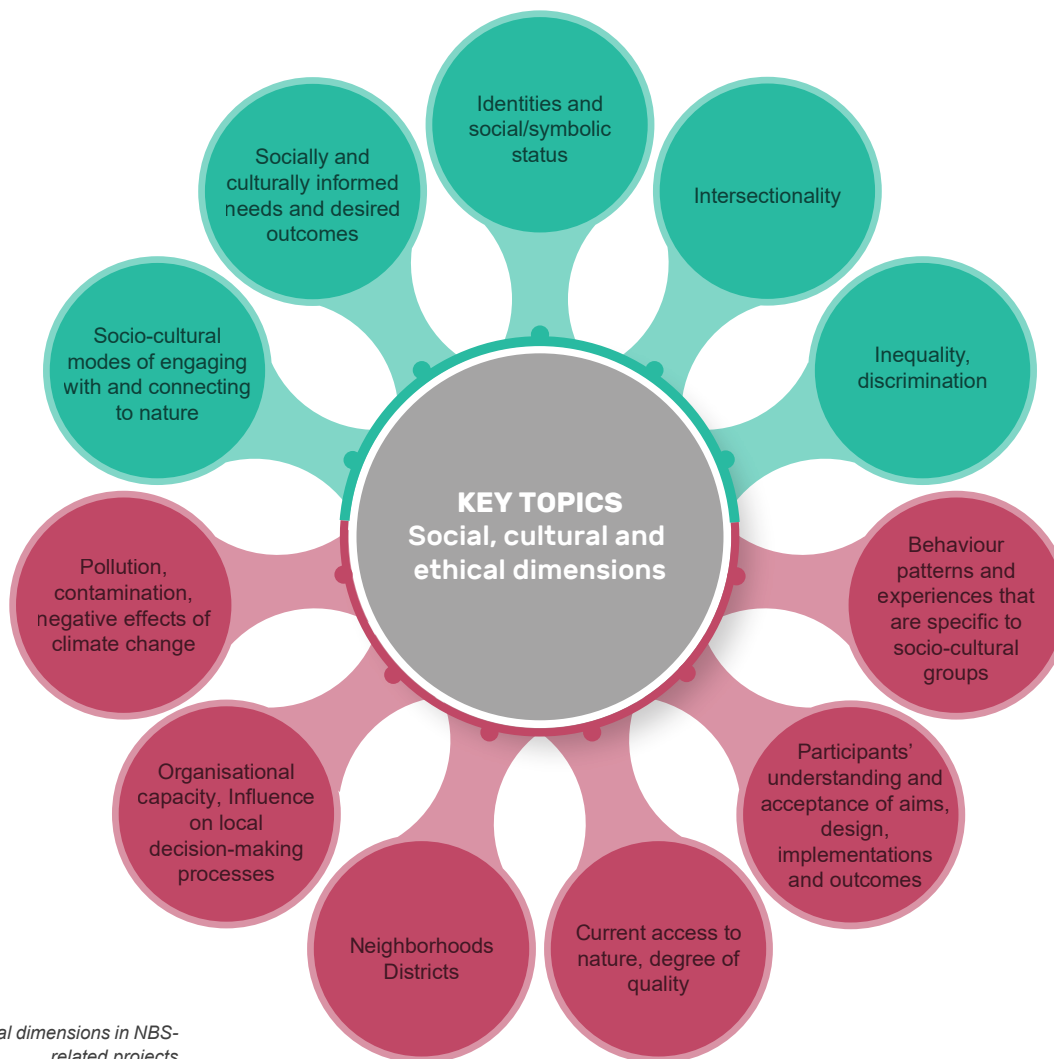 Identities and
social/symbolic
status
Intersectionality
Inequality,
discrimination
Behaviour
patterns and
experiences that
are specific to
socio-cultural
groups
Participants’
understanding and
acceptance of aims,
design,
implementations
and outcomes
Current access to
nature, degree of
quality
Neighborhoods
Districts
Organisational
capacity, Influence
on local
decision-making
processes
Pollution,
contamination,
negative effects of
climate change
Socio-cultural
modes of engaging
with and connecting
to nature
Socially and
culturally informed
needs and desired
outcomes
KEY TOPICS
Social, cultural and
ethical dimensions
dimensions in NBS-
related projects